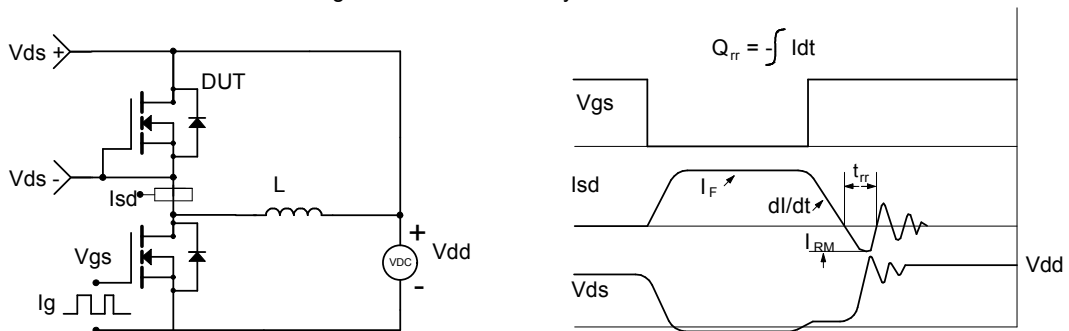 Vds +
DUT
Vds -
Isd
L
Vgs
+
Vdd
VDC
-
Ig
Qrr = -∫ Idt
Vgs
Isd
IF
dI/dt
trr
IRM
Vds
Vdd